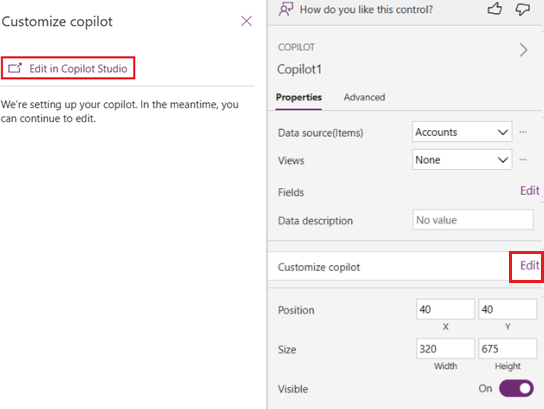 Customize copilot
Edit in Copilot Studio
We're setting up your copilot. In the meantime, you
can continue to edit.
How do you like this control?
COPILOT
Copilot1
Properties Advanced
Data source(Items) Accounts
Views None
Fields Edit
Data description No value
Customize copilot Edit
Position 40 40
X Y
Size 320 675
Width Height
Visible On